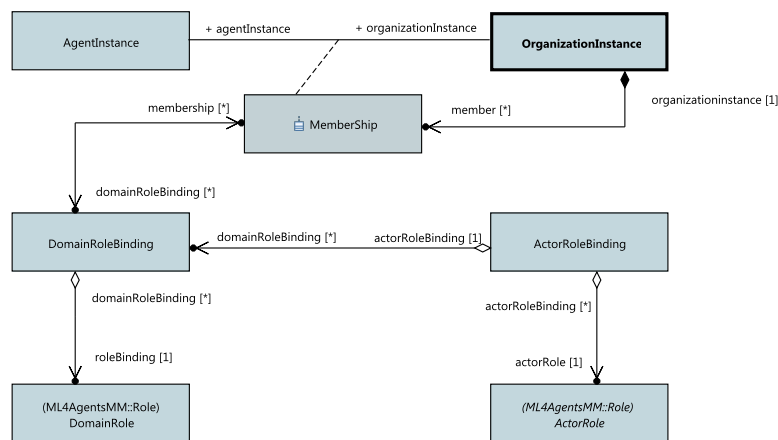 AgentInstance
+ agentInstance
+ organizationInstance
OrganizationInstance
organizationinstance [1]
membership [*]
MemberShip
member [*]
domainRoleBinding [*]
DomainRoleBinding
domainRoleBinding [*]
actorRoleBinding [1]
ActorRoleBinding
domainRoleBinding [*]
actorRoleBinding [*]
roleBinding [1]
actorRole [1]
(ML4AgentsMM::Role)
DomainRole
(ML4AgentsMM::Role)
ActorRole